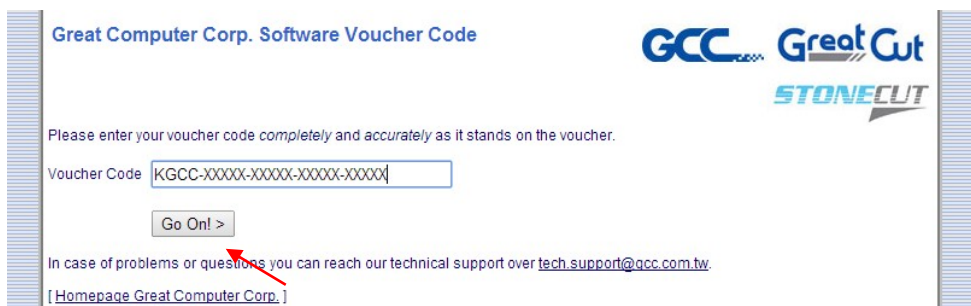 Great Computer Corp. Software Voucher Code
GCC
Great Cut
STONECUT
Please enter your voucher code completely and accurately as it stands on the voucher.
Voucher Code KGCC-XXXXX-XXXXX-XXXXX-XXXXX
Go On! >
In case of problems or questions you can reach our technical support over tech.support@gcc.com.tw.
[ Homepage Great Computer Corp. ]